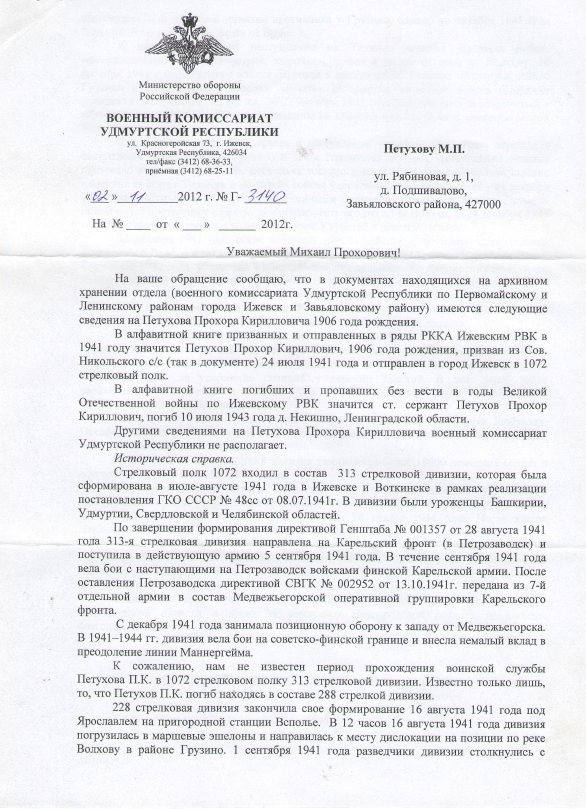 Министерство обороны
Российской Федерации
ВОЕННЫЙ КОМИССАРИАТ
УДМУРТСКОЙ РЕСПУБЛИКИ
ул. Красногеройская 73, г. Ижевск,
Удмуртская Республика, 426034
тел/факс (3412) 68-36-33,
приёмная (3412) 68-25-11
«02» 11 2012 г. № Г- 3140
На № ____ от « ___ » ______ 2012г.
Петухову М.П.
ул. Рябиновая, д. 1,
д. Подшивалово,
Завьяловского района, 427000
Уважаемый Михаил Прохорович!
На ваше обращение сообщаю, что в документах находящихся на архивном
хранении отдела (военного комиссариата Удмуртской Республики по Первомайскому и
Ленинскому районам города Ижевск и Завьяловскому району) имеются следующие
сведения на Петухова Прохора Кирилловича 1906 года рождения.
В алфавитной книге призванных и отправленных в ряды РККА Ижевским РВК в
1941 году значится Петухов Прохор Кириллович, 1906 года рождения, призван из Сов.
Никольского с/с (так в документе) 24 июля 1941 года и отправлен в город Ижевск в 1072
стрелковый полк.
В алфавитной книге погибших и пропавших без вести в годы Великой
Отечественной войны по Ижевскому РВК значится ст. сержант Петухов Прохор
Кириллович, погиб 10 июля 1943 года д. Некишно, Ленинградской области.
Другими сведениями на Петухова Прохора Кирилловича военный комиссариат
Удмуртской Республики не располагает.
Историческая справка.
Стрелковый полк 1072 входил в состав 313 стрелковой дивизии, которая была
сформирована в июле-августе 1941 года в Ижевске и Воткинске в рамках реализации
постановления ГКО СССР № 48сс от 08.07.1941г. В дивизии были уроженцы Башкирии,
Удмуртии, Свердловской и Челябинской областей.
По завершении формирования директивой Генштаба № 001357 от 28 августа 1941
года 313-я стрелковая дивизия направлена на Карельский фронт (в Петрозаводск) и
поступила в действующую армию 5 сентября 1941 года. В течение сентября 1941 года
вела бои с наступающими на Петрозаводск войсками финской Карельской армии. После
оставления Петрозаводска директивой СВГК № 002952 от 13.10.1941г. передана из 7-й
отдельной армии в состав Медвежьегорской оперативной группировки Карельского
фронта.
С декабря 1941 года занимала позиционную оборону к западу от Медвежьегорска.
В 1941–1944 гг. дивизия вела бои на советско-финской границе и внесла немалый вклад в
преодоление линии Маннергейма.
К сожалению, нам не известен период прохождения воинской службы
Петухова П.К. в 1072 стрелковом полку 313 стрелковой дивизии. Известно только лишь,
то, что Петухов П.К. погиб находясь в составе 288 стрелкой дивизии.
228 стрелковая дивизия закончила свое формирование 16 августа 1941 года под
Ярославлем на пригородной станции Всполье. В 12 часов 16 августа 1941 года дивизия
погрузилась в маршевые эшелоны и направилась к месту дислокации на позиции по реке
Волхову в районе Грузино. 1 сентября 1941 года разведчики дивизии столкнулись с